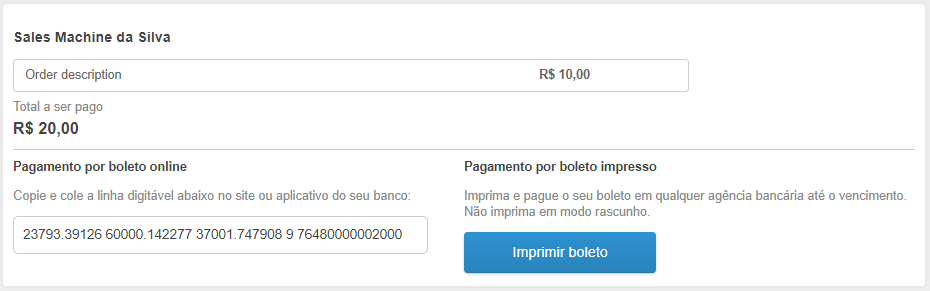 Sales Machine da Silva
Order description R$ 10,00
Total a ser pago
R$ 20,00
Pagamento por boleto online
Copie e cole a linha digitável abaixo no site ou aplicativo do seu banco:
23793.39126 60000.142277 37001.747908 9 76480000002000
Pagamento por boleto impresso
Imprima e pague o seu boleto em qualquer agência bancária até o vencimento.
Não imprima em modo rascunho.
Imprimir boleto